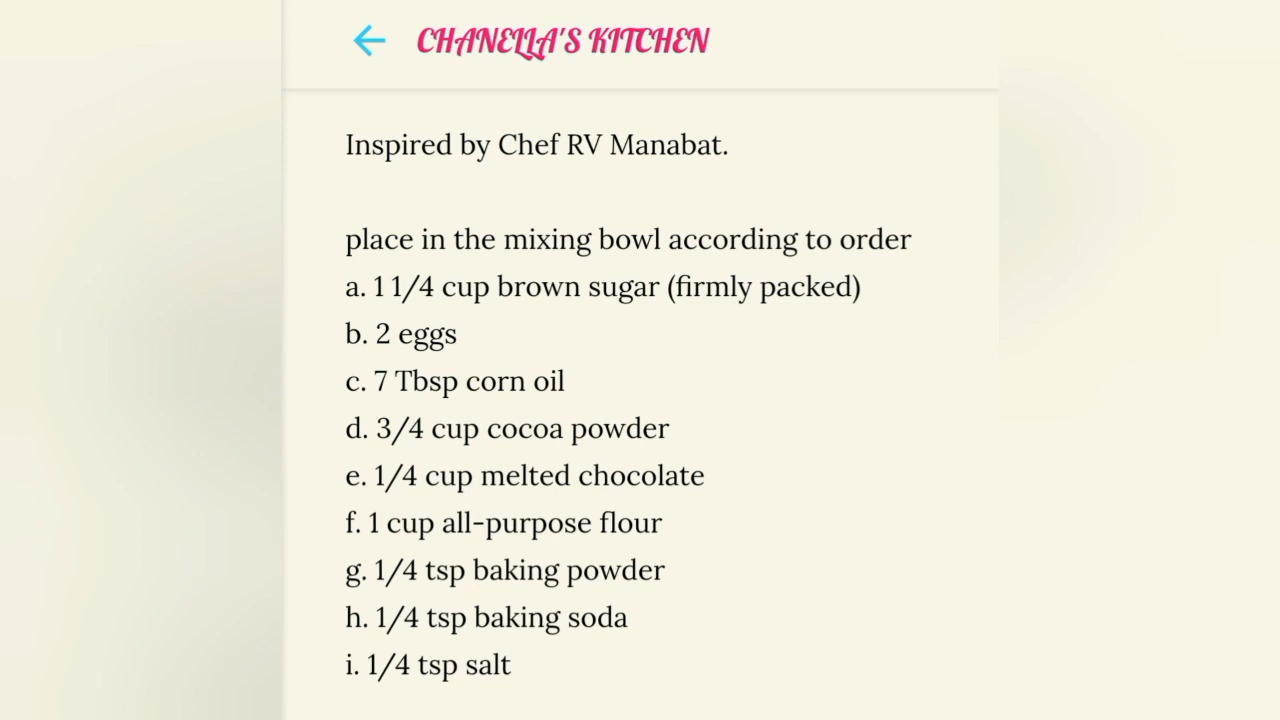 CHANELLA'S KITCHEN
Inspired by Chef RV Manabat.
place in the mixing bowl according to order
a. 1 1/4 cup brown sugar (firmly packed)
b. 2 eggs
c. 7 Tbsp corn oil
d. 3/4 cup cocoa powder
e. 1/4 cup melted chocolate
f. 1 cup all-purpose flour
g. 1/4 tsp baking powder
h. 1/4 tsp baking soda
i. 1/4 tsp salt